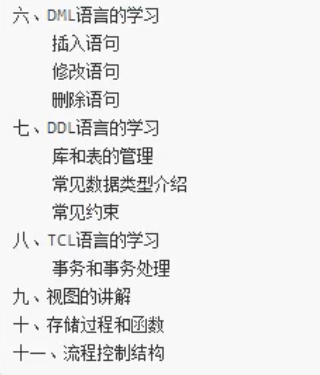 六、DML语言的学习
插入语句
修改语句
删除语句
七、DDL语言的学习
库和表的管理
常见数据类型介绍
常见约束
八、TCL语言的学习
事务和事务处理
九、视图的讲解
十、存储过程和函数
十一、流程控制结构